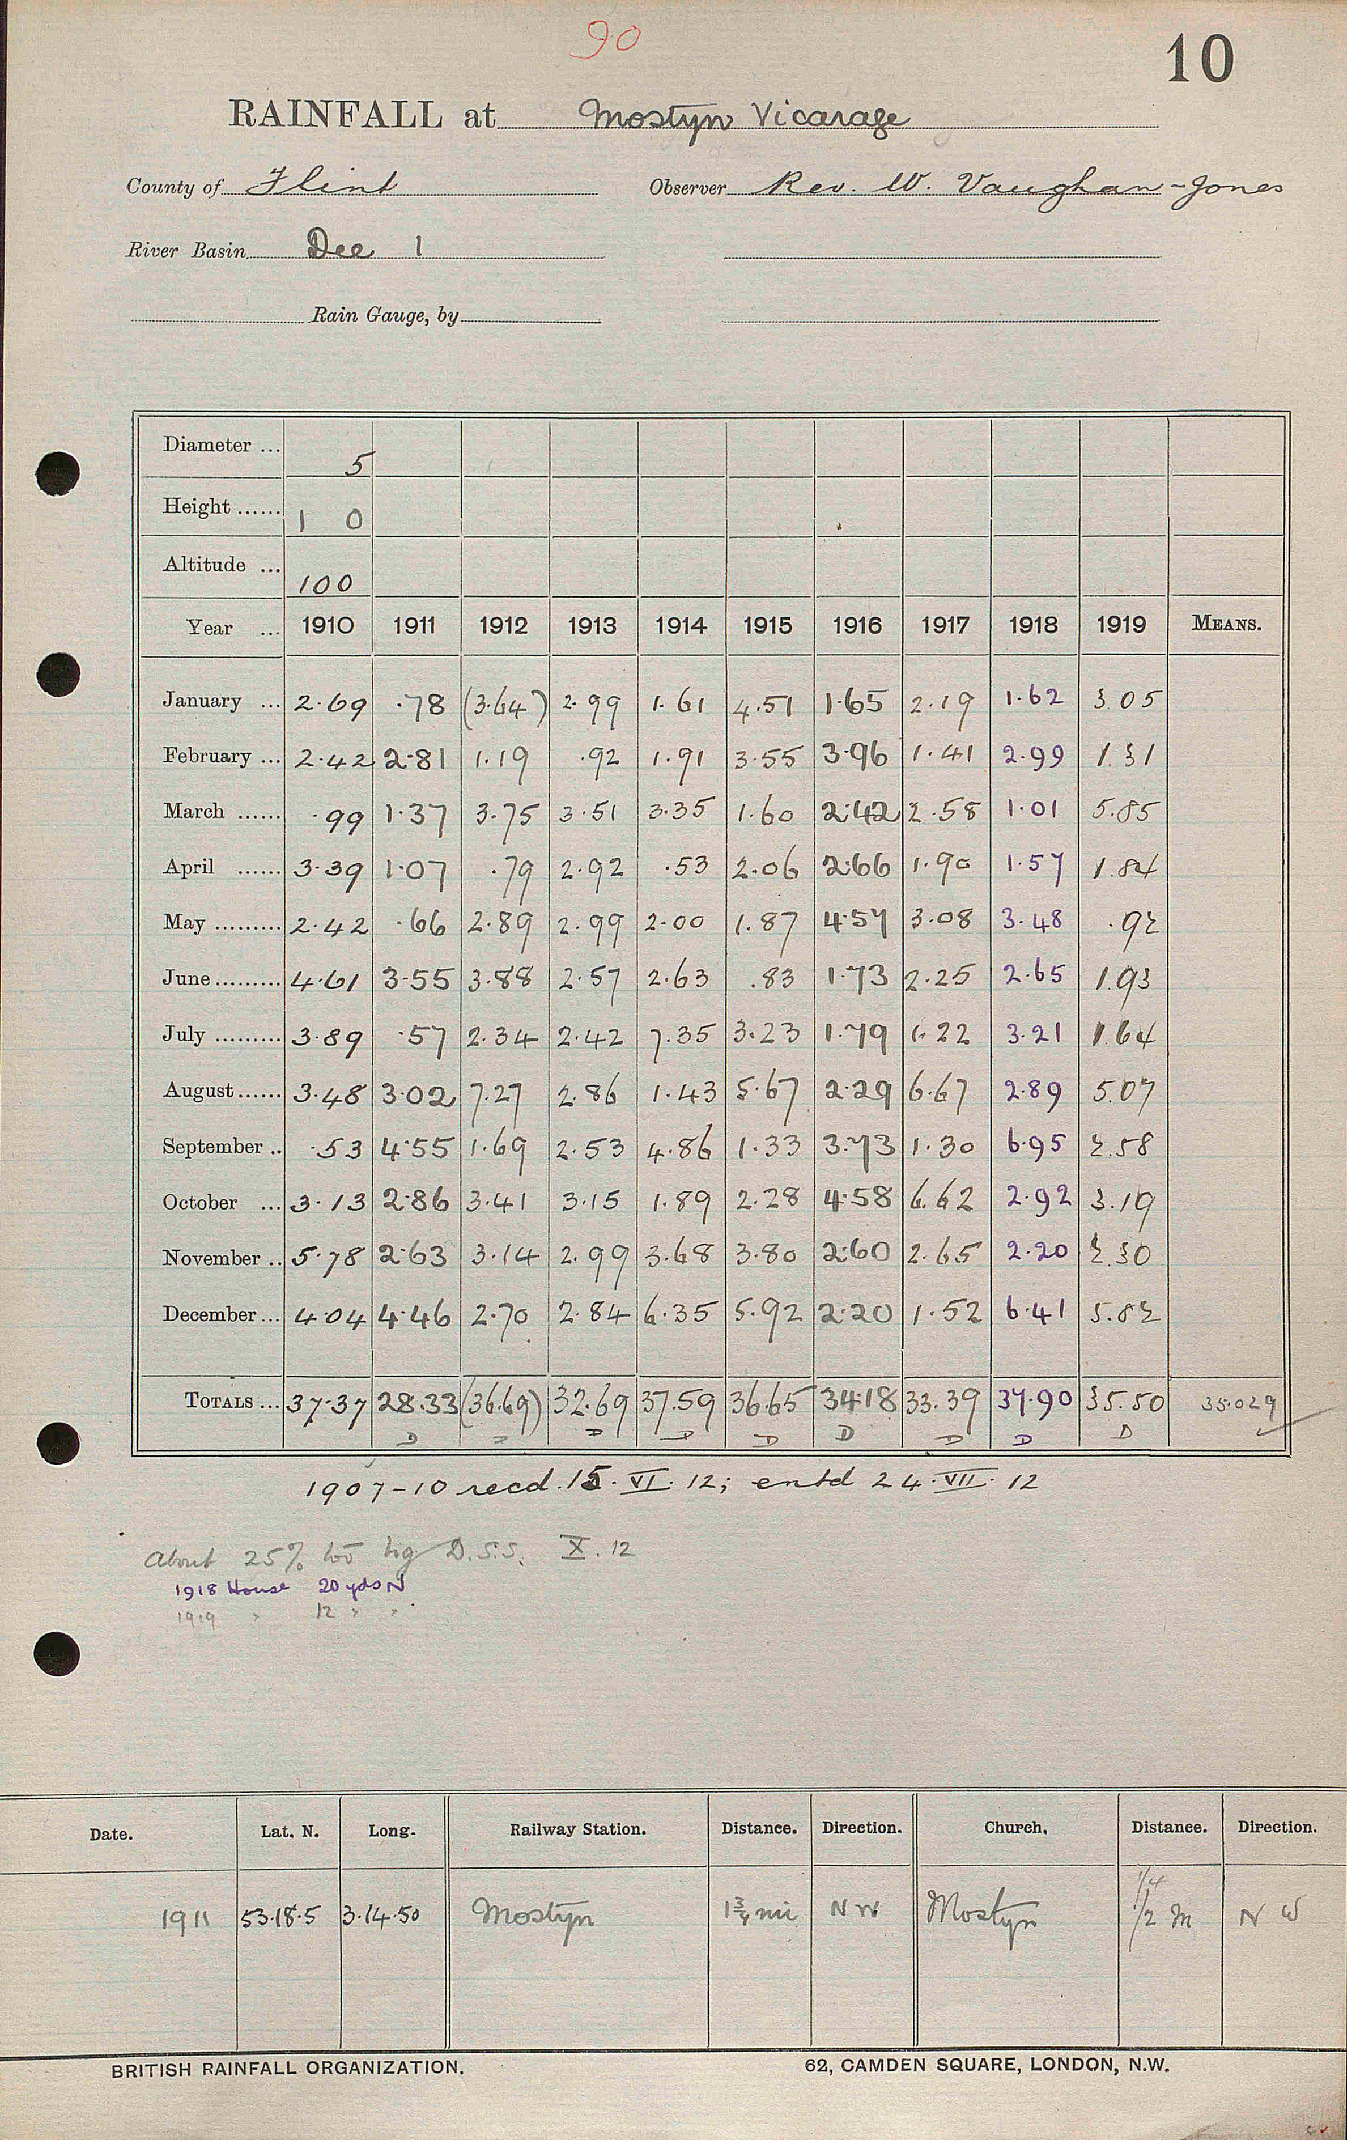 90
10
RAINFALL at Mostyn Vicarage
County of Flint Observer Rev. W. Vaughan-Jones
River Basin Dee 1
Rain Gauge, by
Diameter ... 5
Height ...... 1 0
Altitude ... 100
Year ... 1910 1911 1912 1913 1914 1915 1916 1917 1918 1919 MEANS.
January ... 2.69 .78 (3.64) 2.99 1.61 4.51 1.65 2.19 1.62 3.05
February ... 2.42 2.81 1.19 .92 1.91 3.55 3.96 1.41 2.99 1.31
March ...... .99 1.37 3.75 3.51 3.35 1.60 2.42 2.58 1.01 5.85
April ...... 3.39 1.07 .79 2.92 .53 2.06 2.66 1.90 1.57 1.84
May ......... 2.42 .66 2.89 2.99 2.00 1.87 4.57 3.08 3.48 .92
June ......... 4.61 3.55 3.88 2.57 2.63 .83 1.73 2.25 2.65 1.93
July ......... 3.89 .57 2.34 2.42 7.35 3.23 1.79 1.22 3.21 1.64
August ...... 3.48 3.02 7.27 2.86 1.43 5.67 2.29 6.67 2.89 5.07
September .. .53 4.55 1.69 2.53 4.86 1.33 3.73 1.30 6.95 2.58
October ... 3.13 2.86 3.41 3.15 1.89 2.28 4.58 6.62 2.92 3.19
November .. 5.78 2.63 3.14 2.99 3.68 3.80 2.60 2.65 2.20 2.30
December ... 4.04 4.46 2.70 2.84 6.35 5.92 2.20 1.52 6.41 5.82
TOTALS ... 37.37 28.33 (36.69) 32.69 37.59 36.65 34.18 33.39 37.90 35.50 35.029
D D D D D D D D D
1907-10 recd. 15.VI.12; entd 24.VII.12
About 25% too big D.S.S. X.12
1918 House 20 yds N
1919 " 12 " "
Date. Lat. N. Long. Railway Station. Distance. Direction. Church. Distance. Direction.
1/4
1911 53.18.5 3.14.50 Mostyn 1 3/4 mi NW Mostyn 1/2 m NW
BRITISH RAINFALL ORGANIZATION. 62, CAMDEN SQUARE, LONDON, N.W.